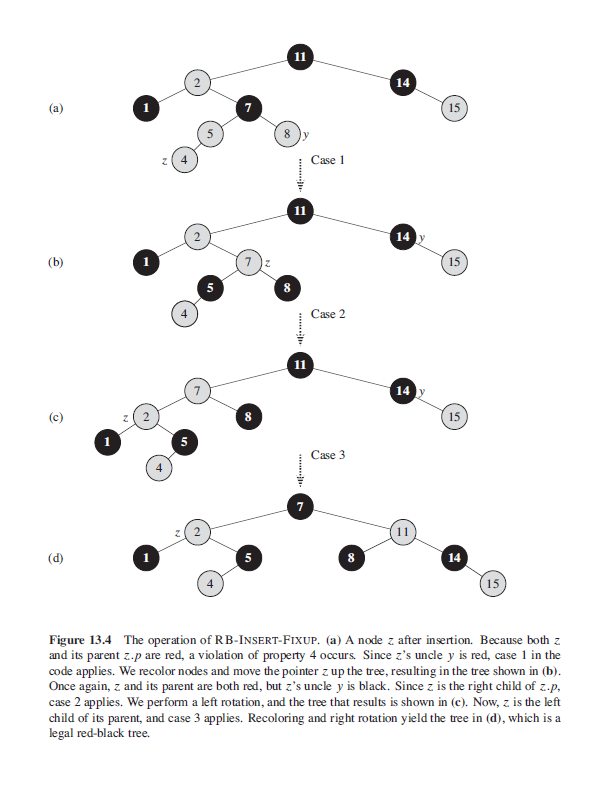 11
2 14
(a) 1 7 15
5 8 y
z 4 Case 1
11
2 14 y
(b) 1 7 z 15
5 8
4 Case 2
11
7 14 y
(c) z 2 8 15
1 5
4 Case 3
7
z 2 11
(d) 1 5 8 14
4 15
Figure 13.4 The operation of RB-INSERT-FIXUP. (a) A node z after insertion. Because both z
and its parent z.p are red, a violation of property 4 occurs. Since z’s uncle y is red, case 1 in the
code applies. We recolor nodes and move the pointer z up the tree, resulting in the tree shown in (b).
Once again, z and its parent are both red, but z’s uncle y is black. Since z is the right child of z.p,
case 2 applies. We perform a left rotation, and the tree that results is shown in (c). Now, z is the left
child of its parent, and case 3 applies. Recoloring and right rotation yield the tree in (d), which is a
legal red-black tree.